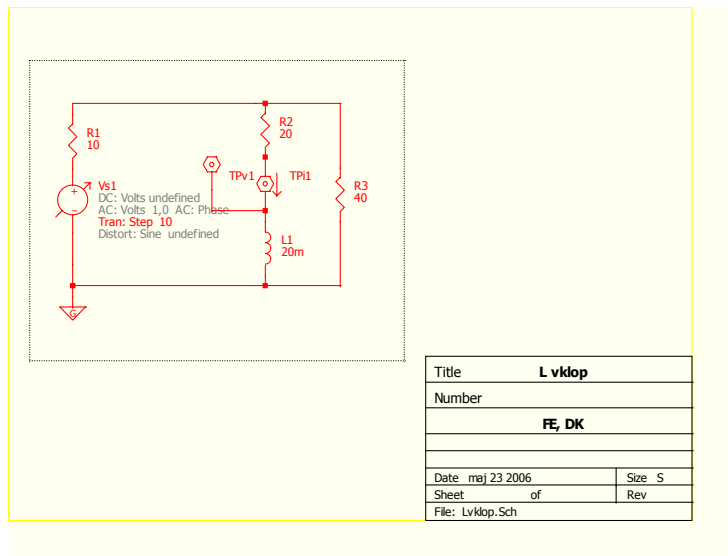 R1
10
R2
20
TPv1
TPi1
R3
40
Vs1
DC: Volts undefined
AC: Volts 1,0 AC: Phase
Tran: Step 10
Distort: Sine undefined
L1
20m
G
Title L vklop
Number
FE, DK
Date maj 23 2006 Size S
Sheet of Rev
File: Lvklop.Sch